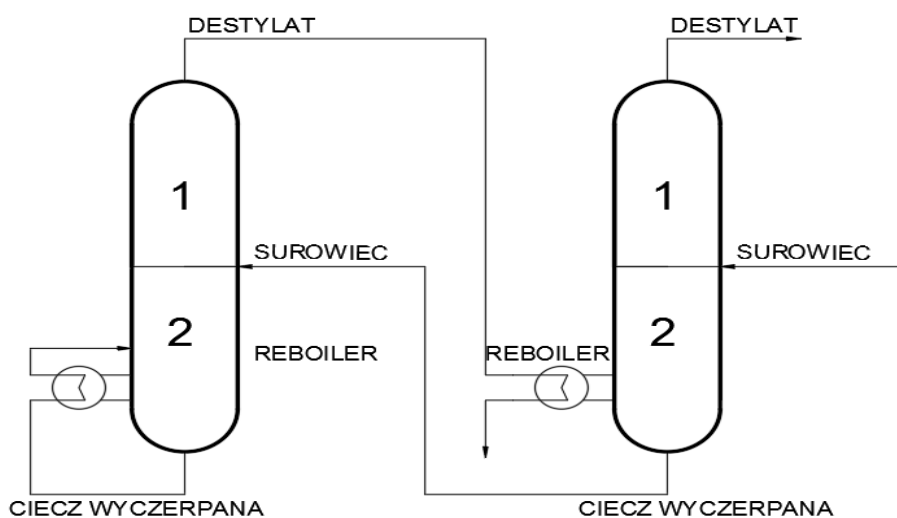 DESTYLAT
DESTYLAT
1
1
SUROWIEC
SUROWIEC
2
2
REBOILER
REBOILER
CIECZ WYCZERPANA
CIECZ WYCZERPANA